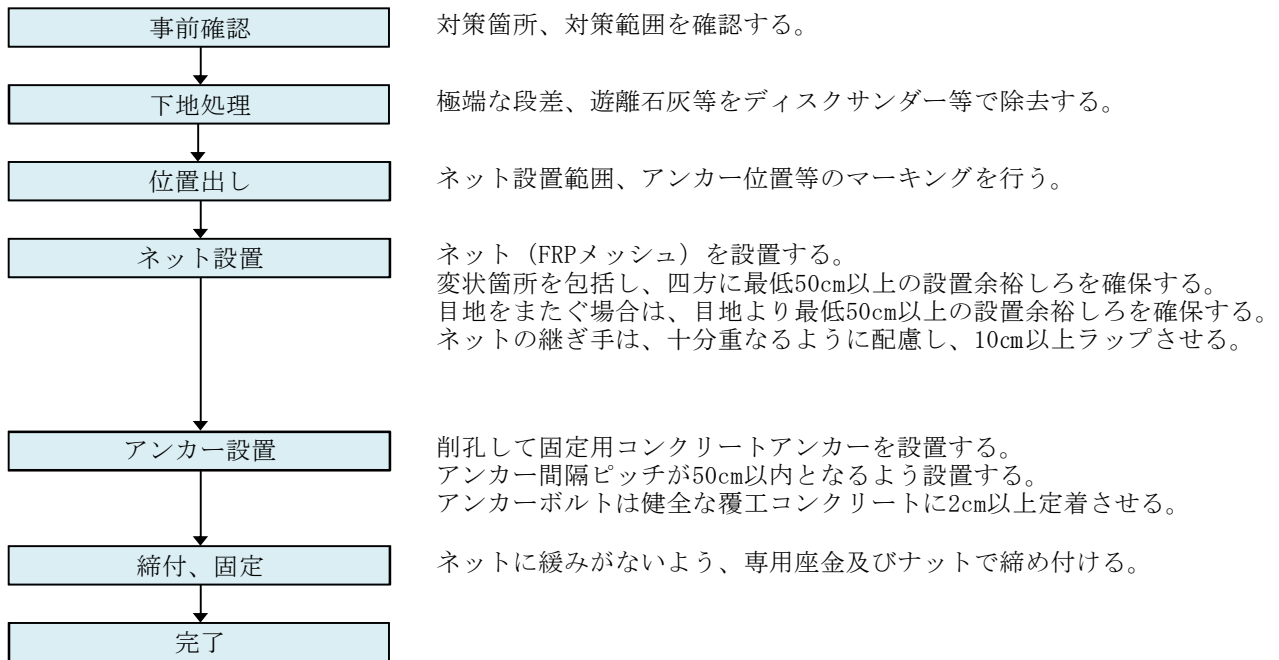 事前確認
対策箇所、対策範囲を確認する。
下地処理
極端な段差、遊離石灰等をディスクサンダー等で除去する。
位置出し
ネット設置範囲、アンカー位置等のマーキングを行う。
ネット設置
ネット（FRPメッシュ）を設置する。
変状箇所を包括し、四方に最低50cm以上の設置余裕しろを確保する。
目地をまたぐ場合は、目地より最低50cm以上の設置余裕しろを確保する。
ネットの継ぎ手は、十分重なるように配慮し、10cm以上ラップさせる。
アンカー設置
削孔して固定用コンクリートアンカーを設置する。
アンカー間隔ピッチが50cm以内となるよう設置する。
アンカーボルトは健全な覆工コンクリートに2cm以上定着させる。
締付、固定
ネットに緩みがないよう、専用座金及びナットで締め付ける。
完了